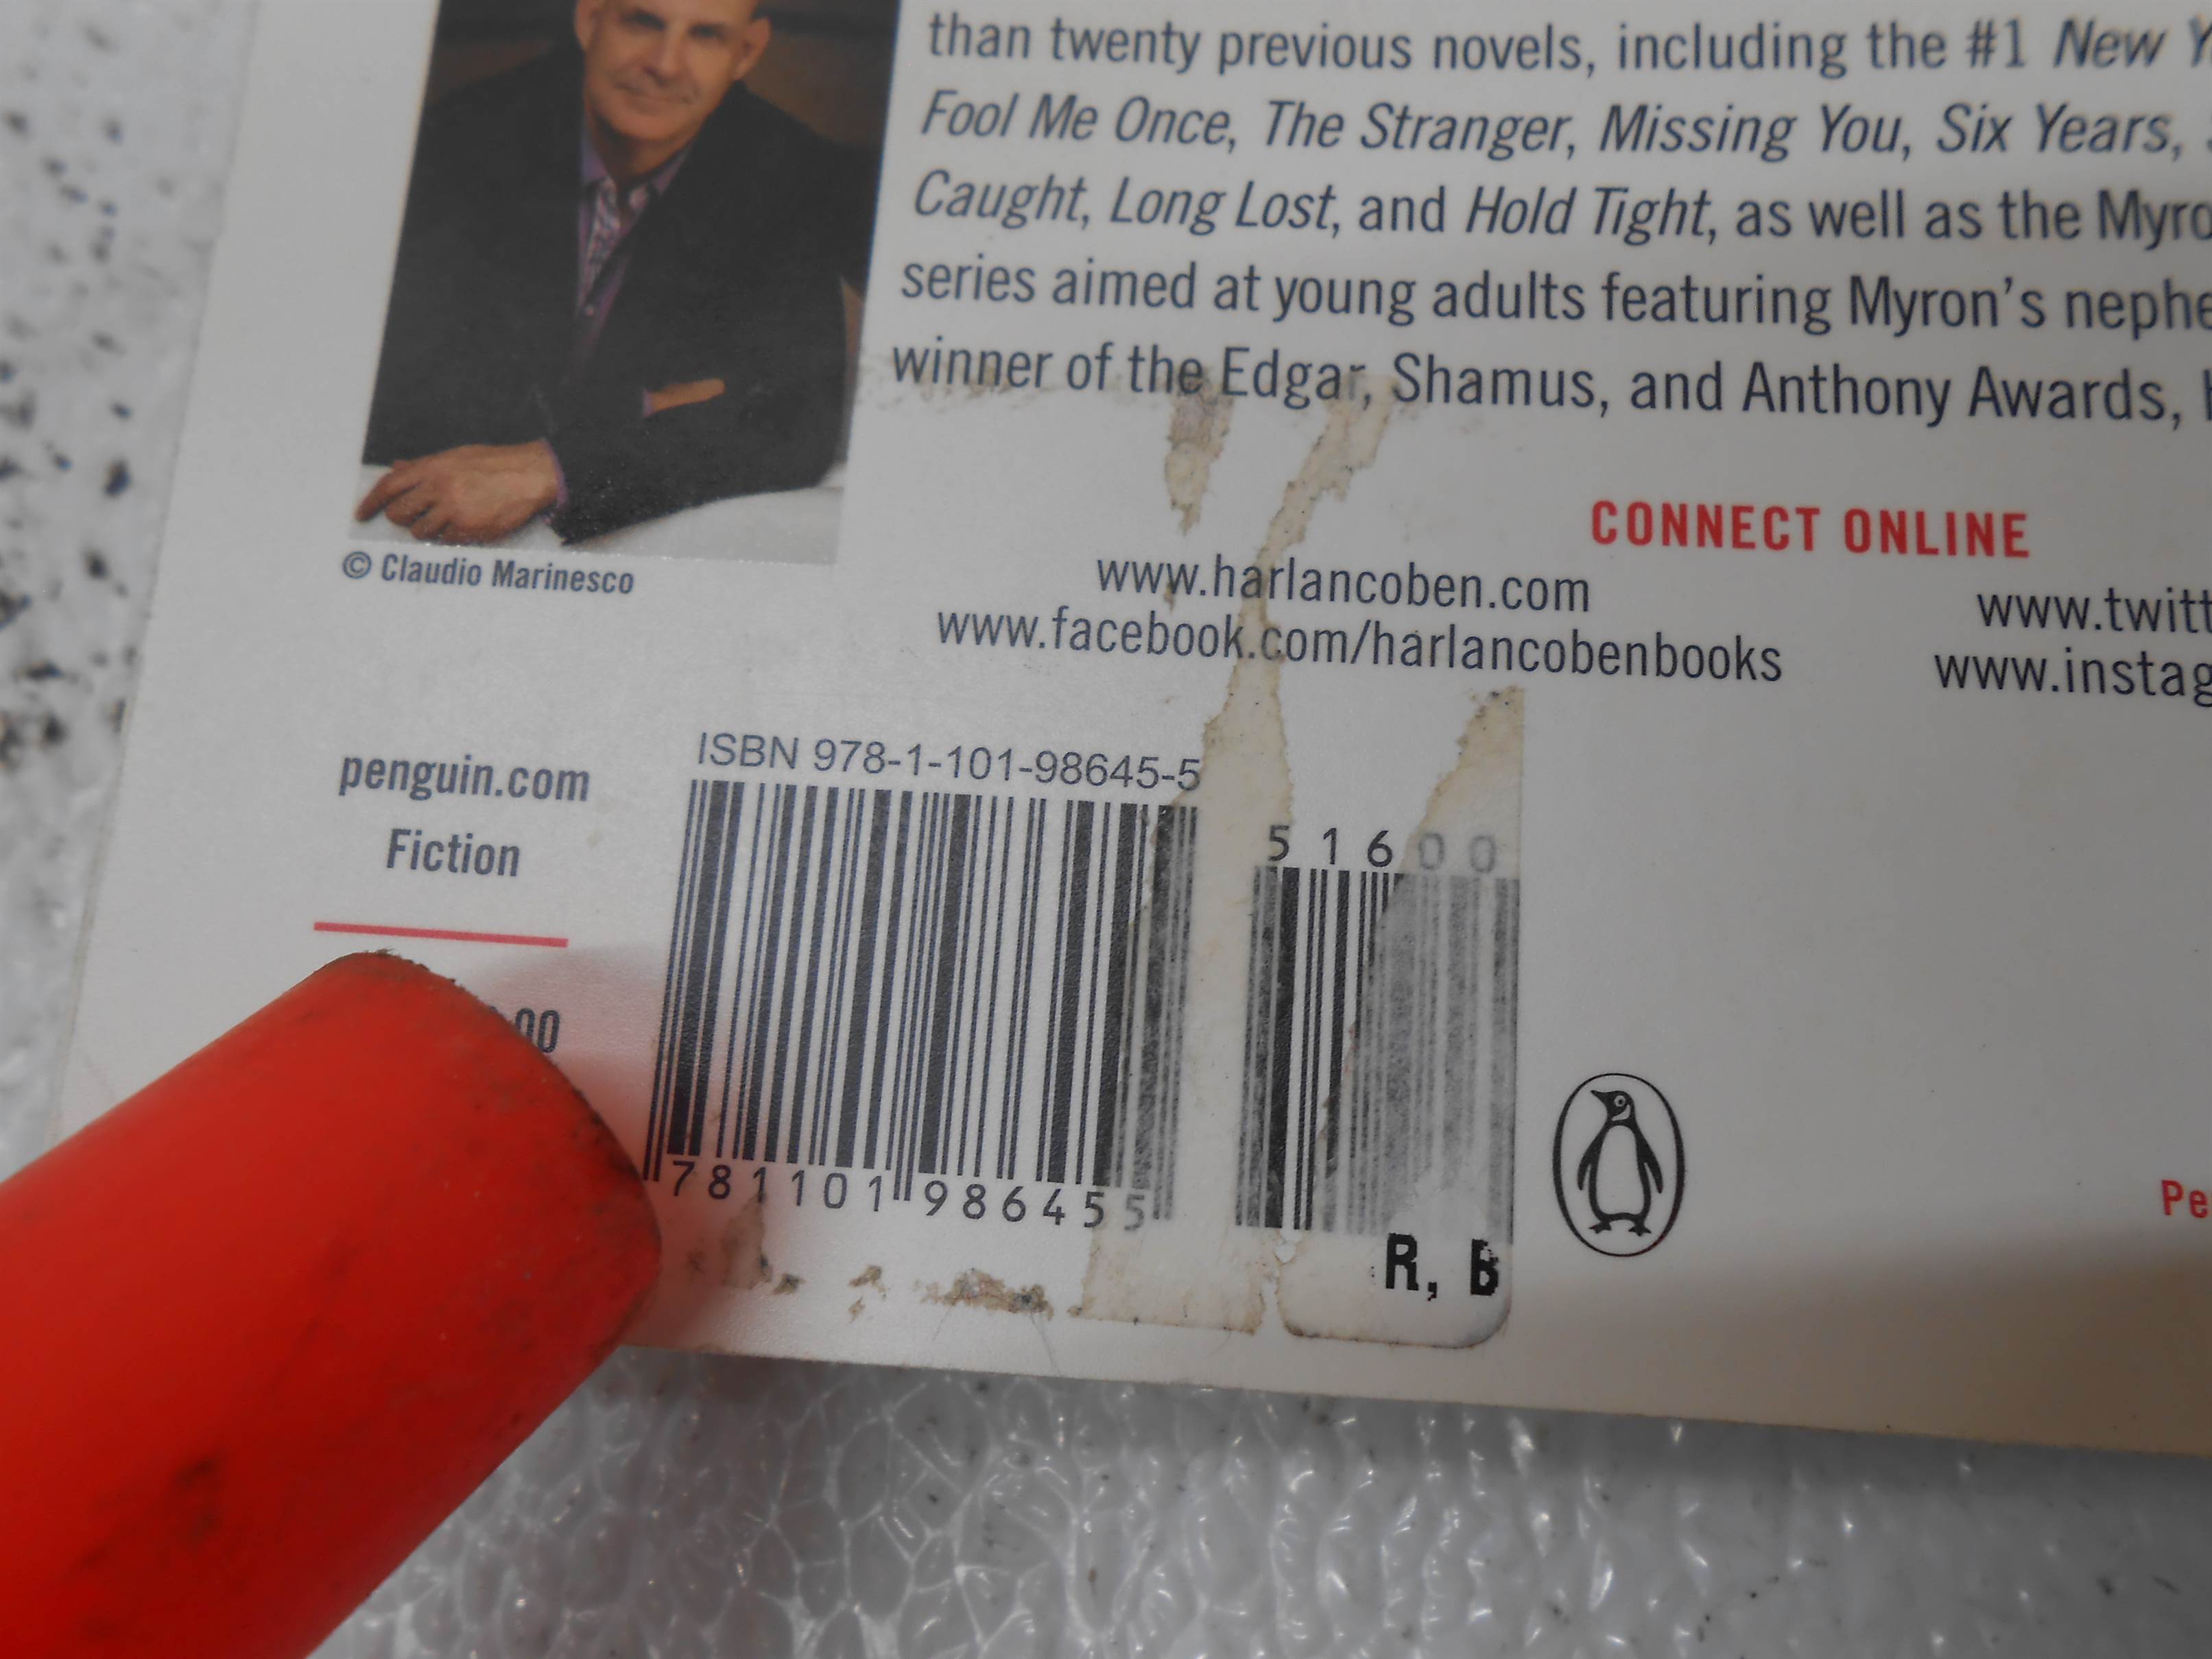 than twenty previous novels, including the #1 New
Fool Me Once, The Stranger, Missing You, Six Years,
Caught, Long Lost, and Hold Tight, as well as the Myro
series aimed at young adults featuring Myron's nephe
winner of the Edgar, Shamus, and Anthony Awards,
© Claudio Marinesco
CONNECT ONLINE
www.harlancoben.com
www.twitt
www.facebook.com/harlancobenbooks
www.instag
penguin.com
Fiction
.00
ISBN 978-1-101-98645-5
51600
781101 986455
R, B
Pe